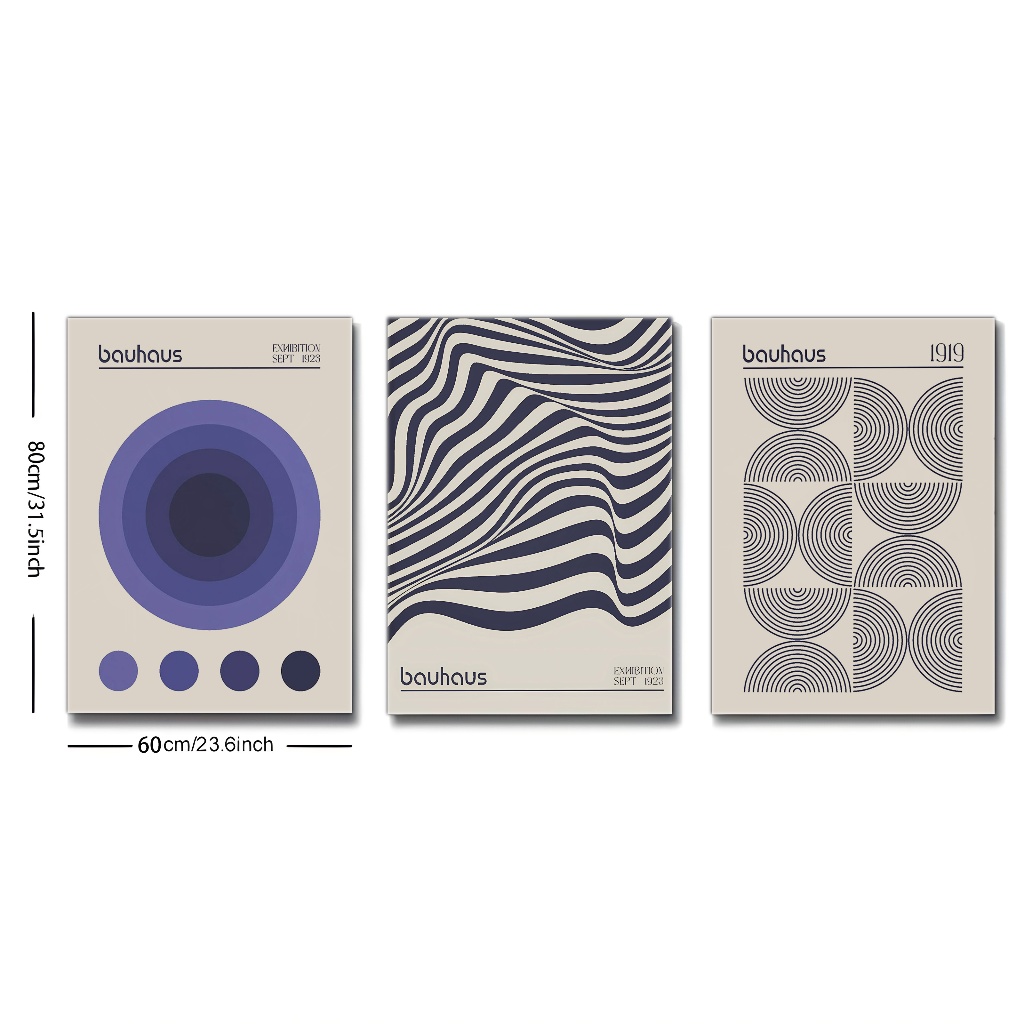 bauhaus
EXHIBITION
SEPT 1923
bauhaus
EXHIBITION
SEPT 1923
bauhaus
1919
80cm/31.5inch
60cm/23.6inch